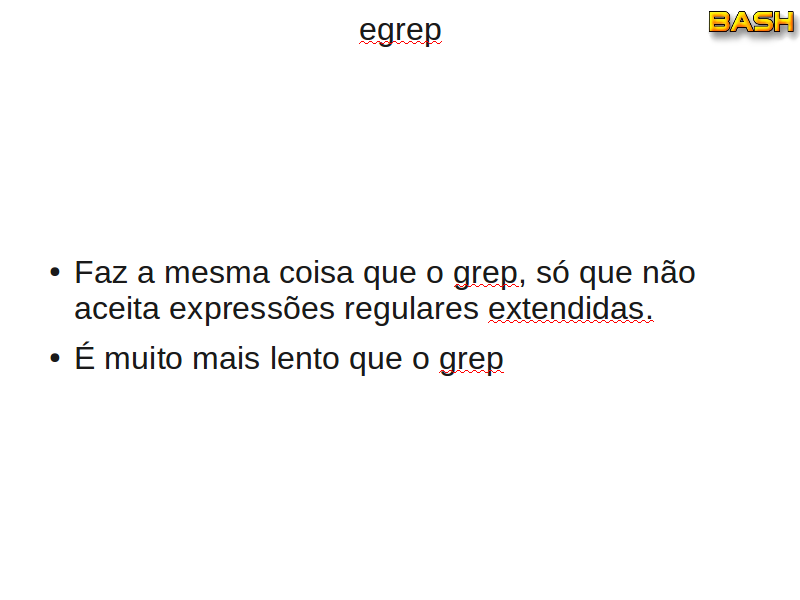 egrep
BASH
• Faz a mesma coisa que o grep, só que não
aceita expressões regulares extendidas.
• É muito mais lento que o grep